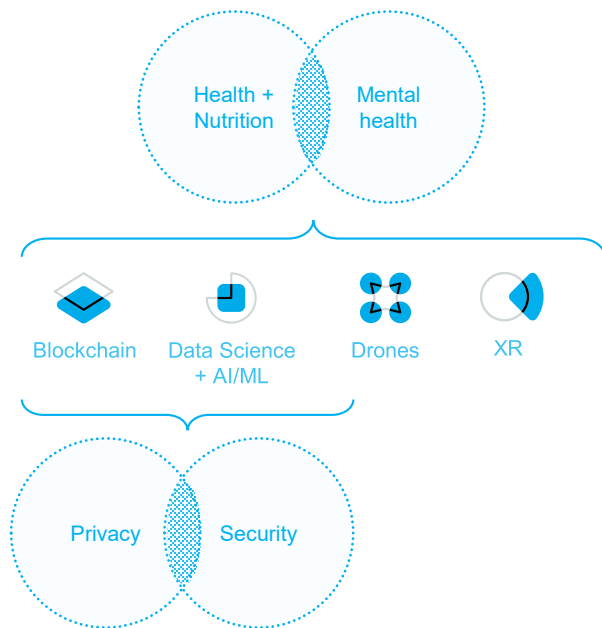 Health +
Nutrition
Mental
health
Blockchain
Data Science
+ AI/ML
Drones
XR
Privacy
Security